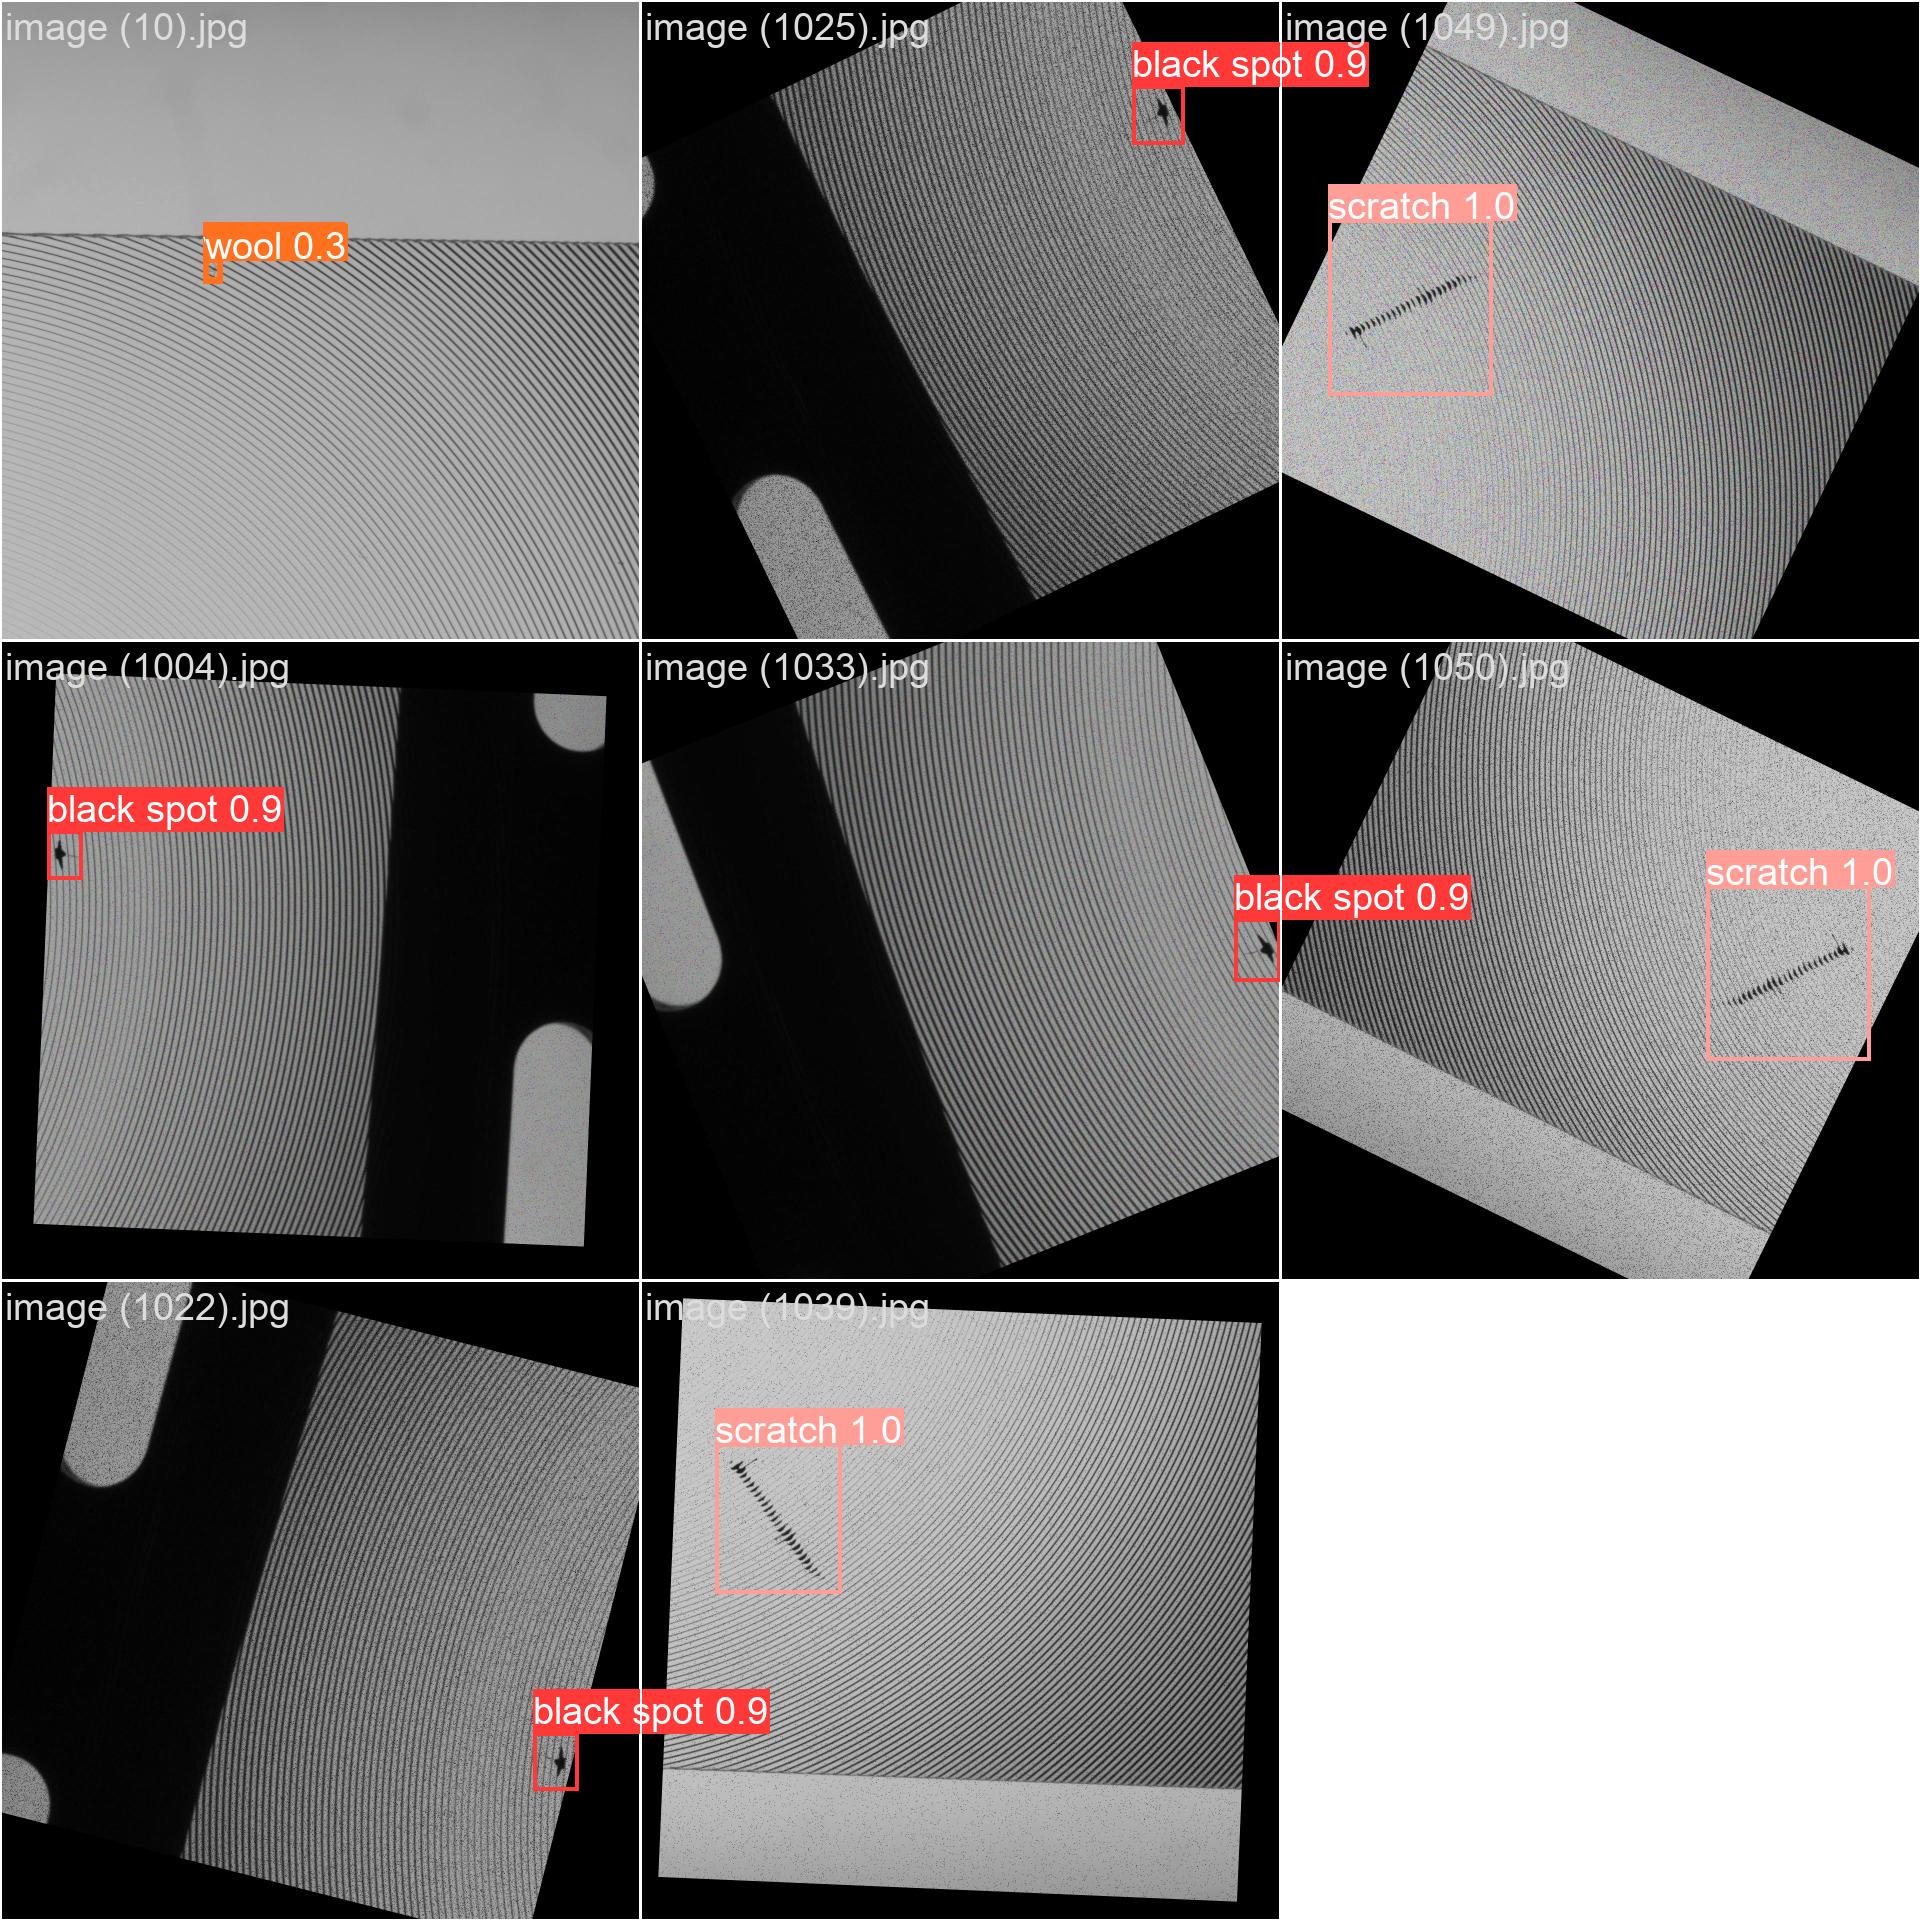 image (10).jpg
wool 0.3
image (1025).jpg
black spot 0.9
image (1049).jpg
scratch 1.0
image (1004).jpg
black spot 0.9
image (1033).jpg
black spot 0.9
image (1050).jpg
scratch 1.0
image (1022).jpg
black spot 0.9
image (1039).jpg
scratch 1.0